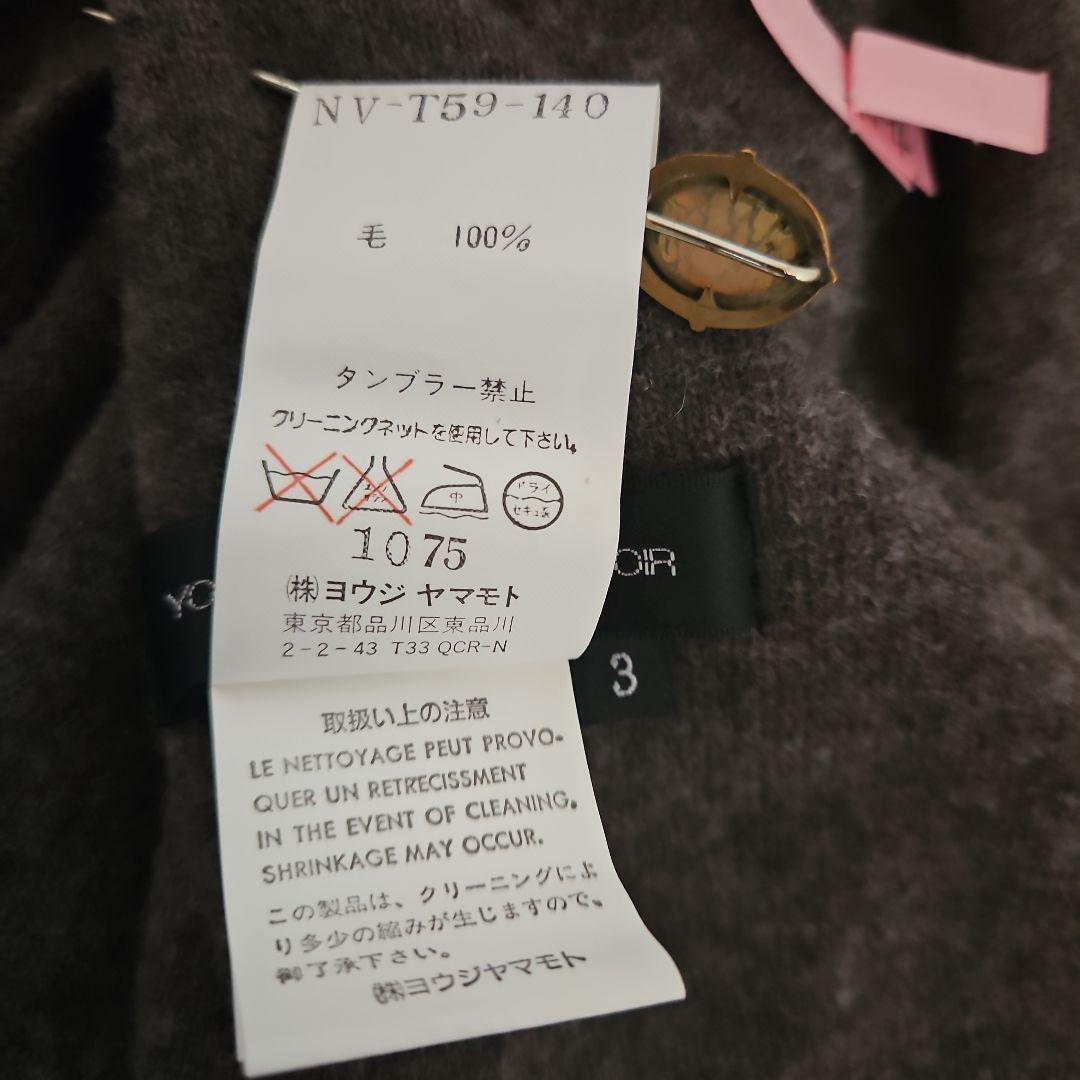 NV-T59-140
毛 100%
タンブラー禁止
クリーニングネットを使用して下さい。
中
ドライ
セキユ系
1075
㈱ヨウジ ヤマモト
東京都品川区東品川
2-2-43 T33 QCR-N
YO
OIR
3
取扱い上の注意
LE NETTOYAGE PEUT PROVO-
QUER UN RETRECISSMENT
IN THE EVENT OF CLEANING.
SHRINKAGE MAY OCCUR.
この製品は、クリーニングによ
り多少の縮みが生じますので。
御了承下さい。
㈱ヨウジヤマモト